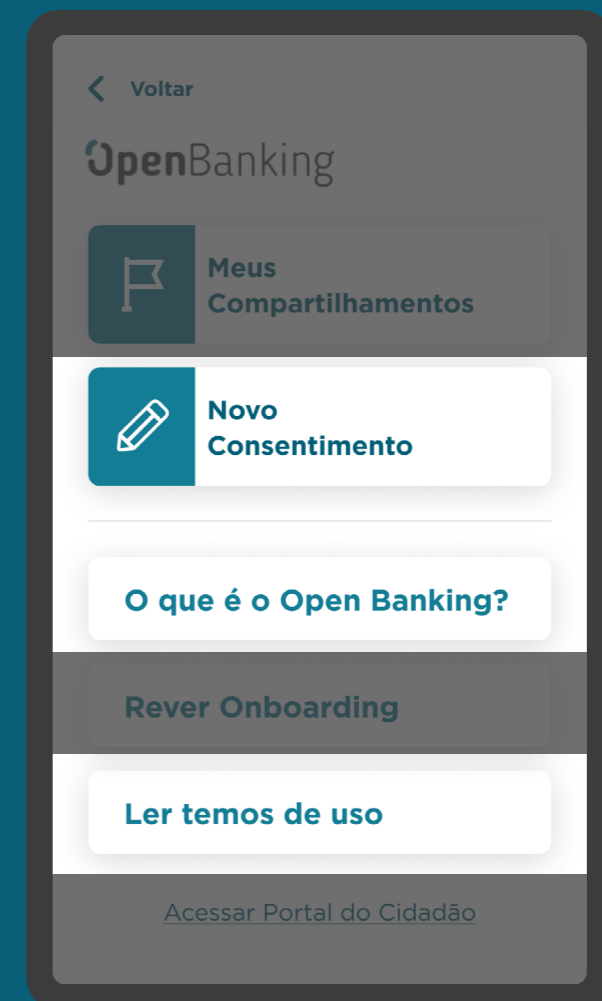 Voltar
OpenBanking
Meus
Compartilhamentos
Novo
Consentimento
O que é o Open Banking?
Rever Onboarding
Ler temos de uso
Acessar Portal do Cidadão